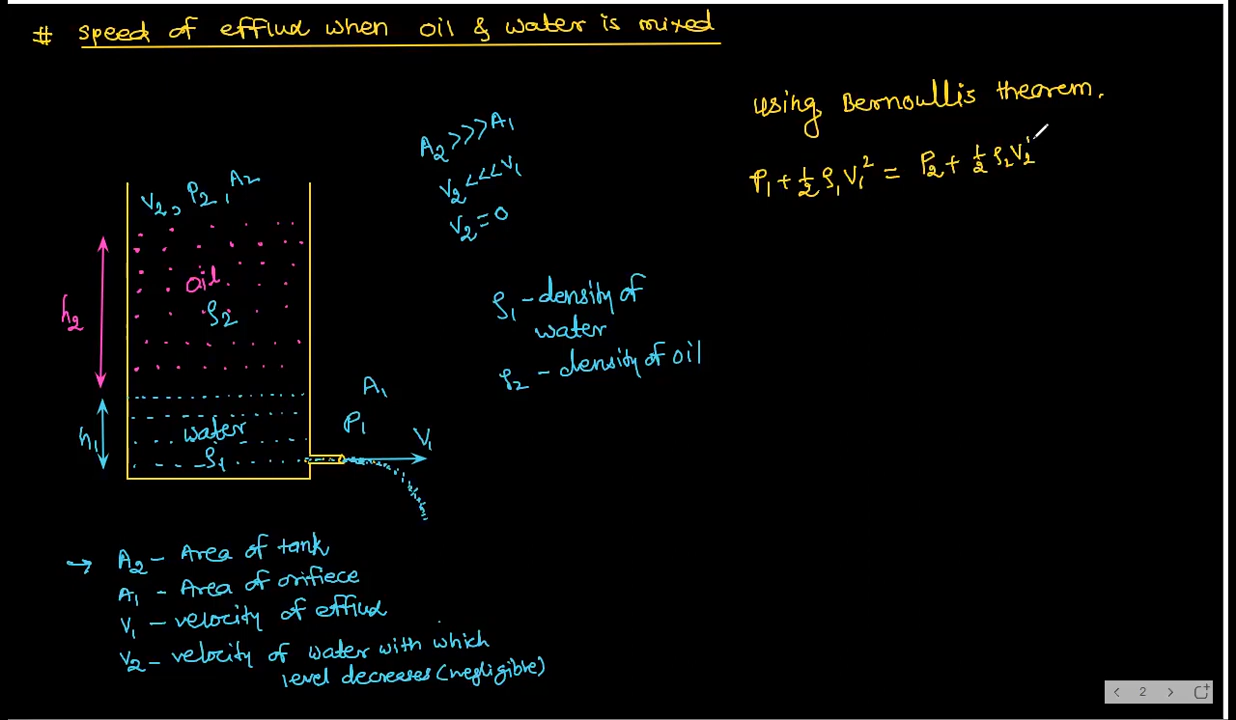 # Speed of efflux when oil & water is mixed
Using Bernoullis theorem.
P₁ + ½ ρ₁ V₁² = P₂ + ½ ρ₂ V₂
A₂ >>> A₁
V₂ <<< V₁
V₂ = 0
V₂, P₂, A₂
oil
ρ₂
h₂
ρ₁ – density of
water
ρ₂ – density of oil
A₁
P₁
V₁
h₁
water
ρ₁
→ A₂ – Area of tank
A₁ – Area of orifiece
V₁ – velocity of efflux
V₂ – velocity of water with which
level decreases (negligible)
< 2 >